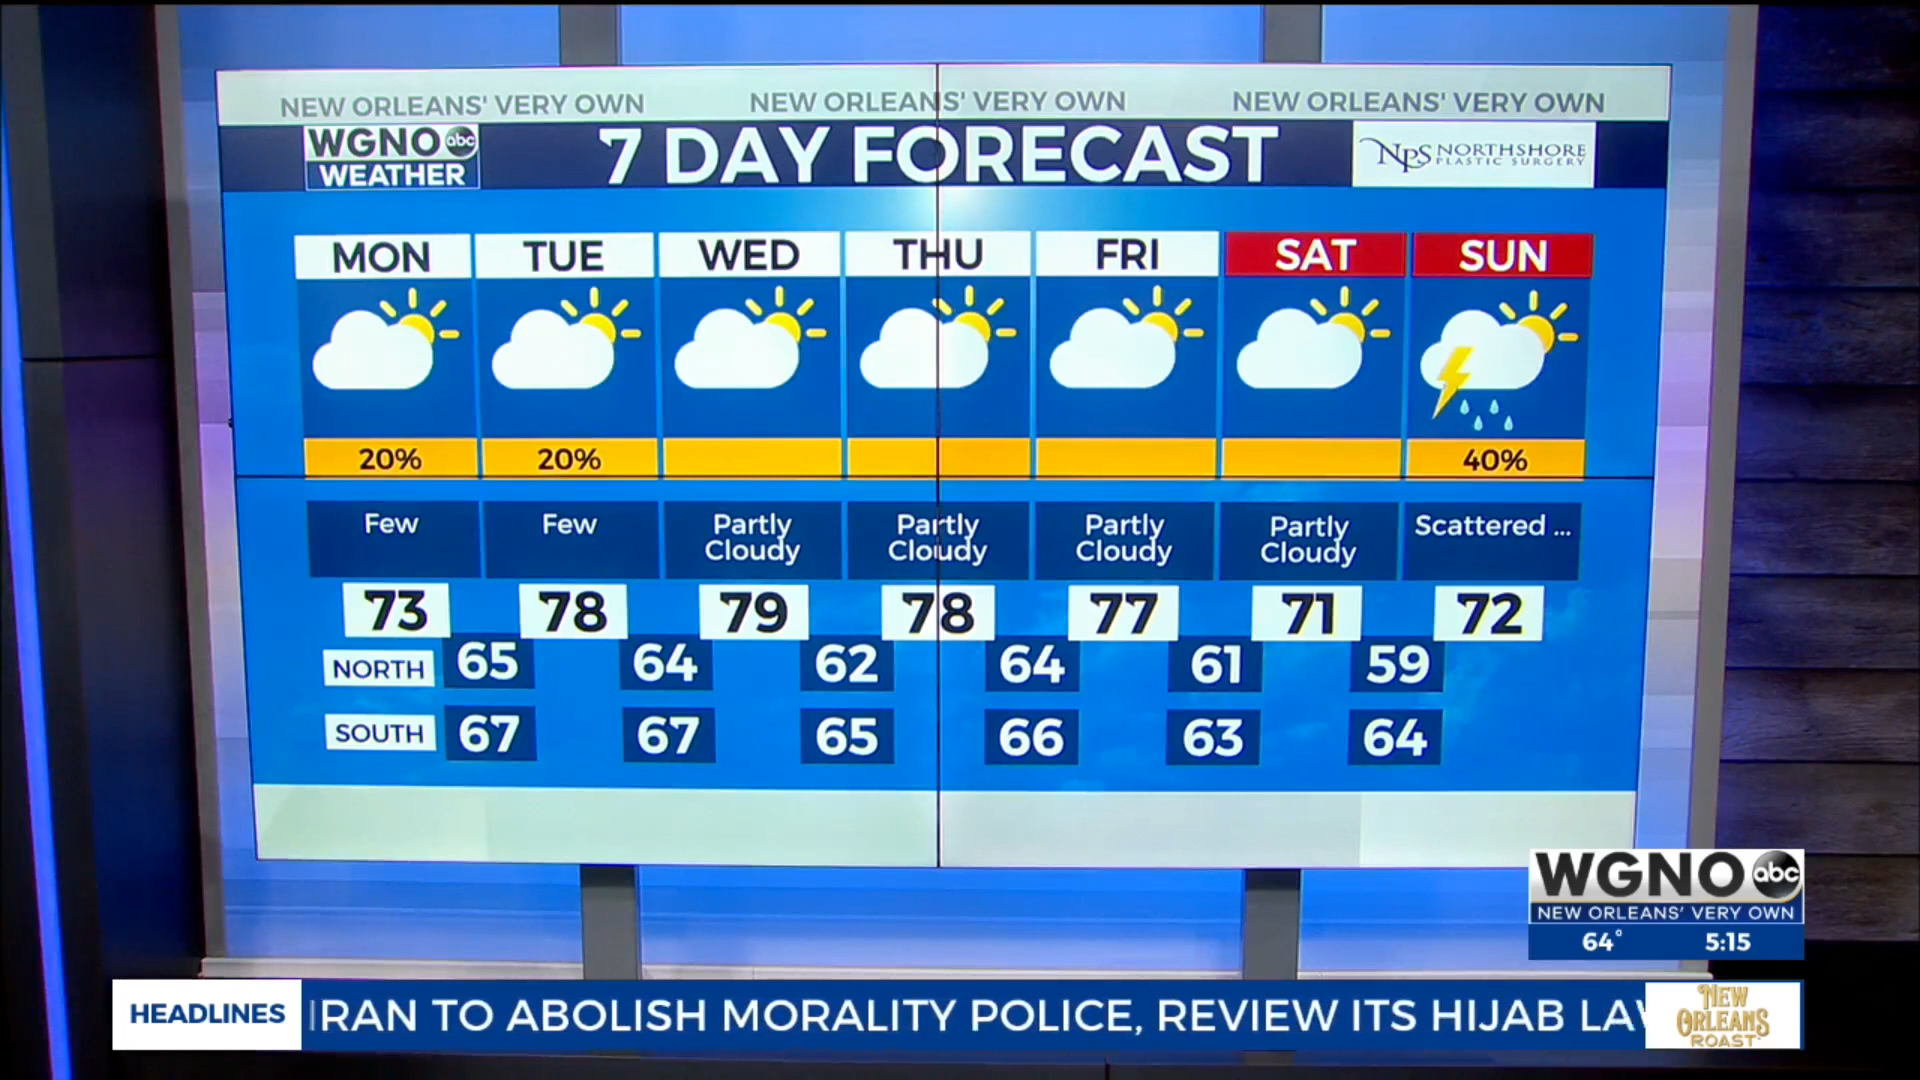 NEW ORLEANS' VERY OWN NEW ORLEANS' VERY OWN NEW ORLEANS' VERY OWN
WGNO abc
WEATHER
7 DAY FORECAST
NPS NORTHSHORE
PLASTIC SURGERY
MON TUE WED THU FRI SAT SUN
20% 20% 40%
Few Few Partly Cloudy Partly Cloudy Partly Cloudy Partly Cloudy Scattered ...
73 78 79 78 77 71 72
NORTH 65 64 62 64 61 59
SOUTH 67 67 65 66 63 64
WGNO abc
NEW ORLEANS' VERY OWN
64° 5:15
HEADLINES IRAN TO ABOLISH MORALITY POLICE, REVIEW ITS HIJAB LA
NEW
ORLEANS
ROAST